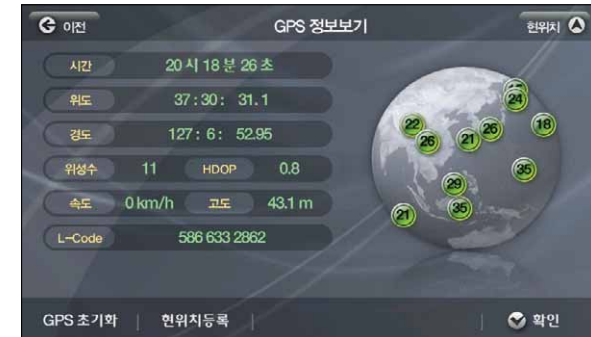 이전 GPS 정보보기 현위치
시간 20 시 18 분 26 초
위도 37 : 30 : 31.1
경도 127 : 6 : 52.95
위성수 11 HDOP 0.8
속도 0 km/h 고도 43.1 m
L-Code 586 633 2862
24
22 26 21 26 18
35
29
21 35
GPS 초기화 | 현위치등록 | | 확인